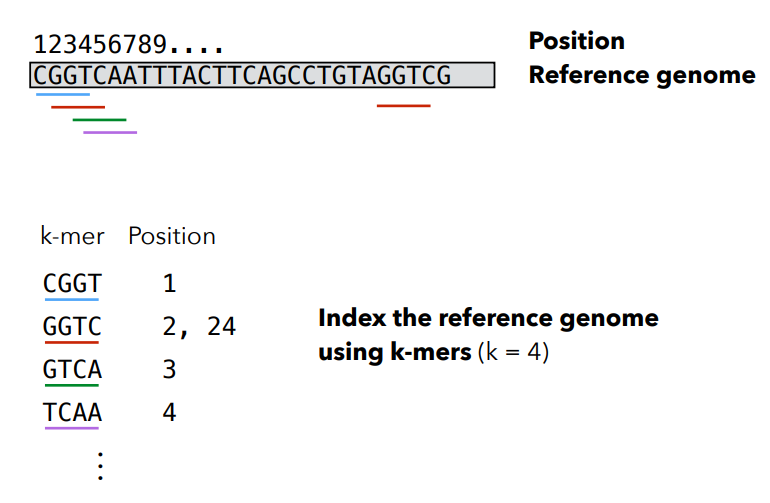 123456789.... Position
CGGTCAATTTACTTCAGCCTGTAGGTCG Reference genome
k-mer Position
CGGT 1
GGTC 2, 24
GTCA 3
TCAA 4
⋮
Index the reference genome
using k-mers (k = 4)